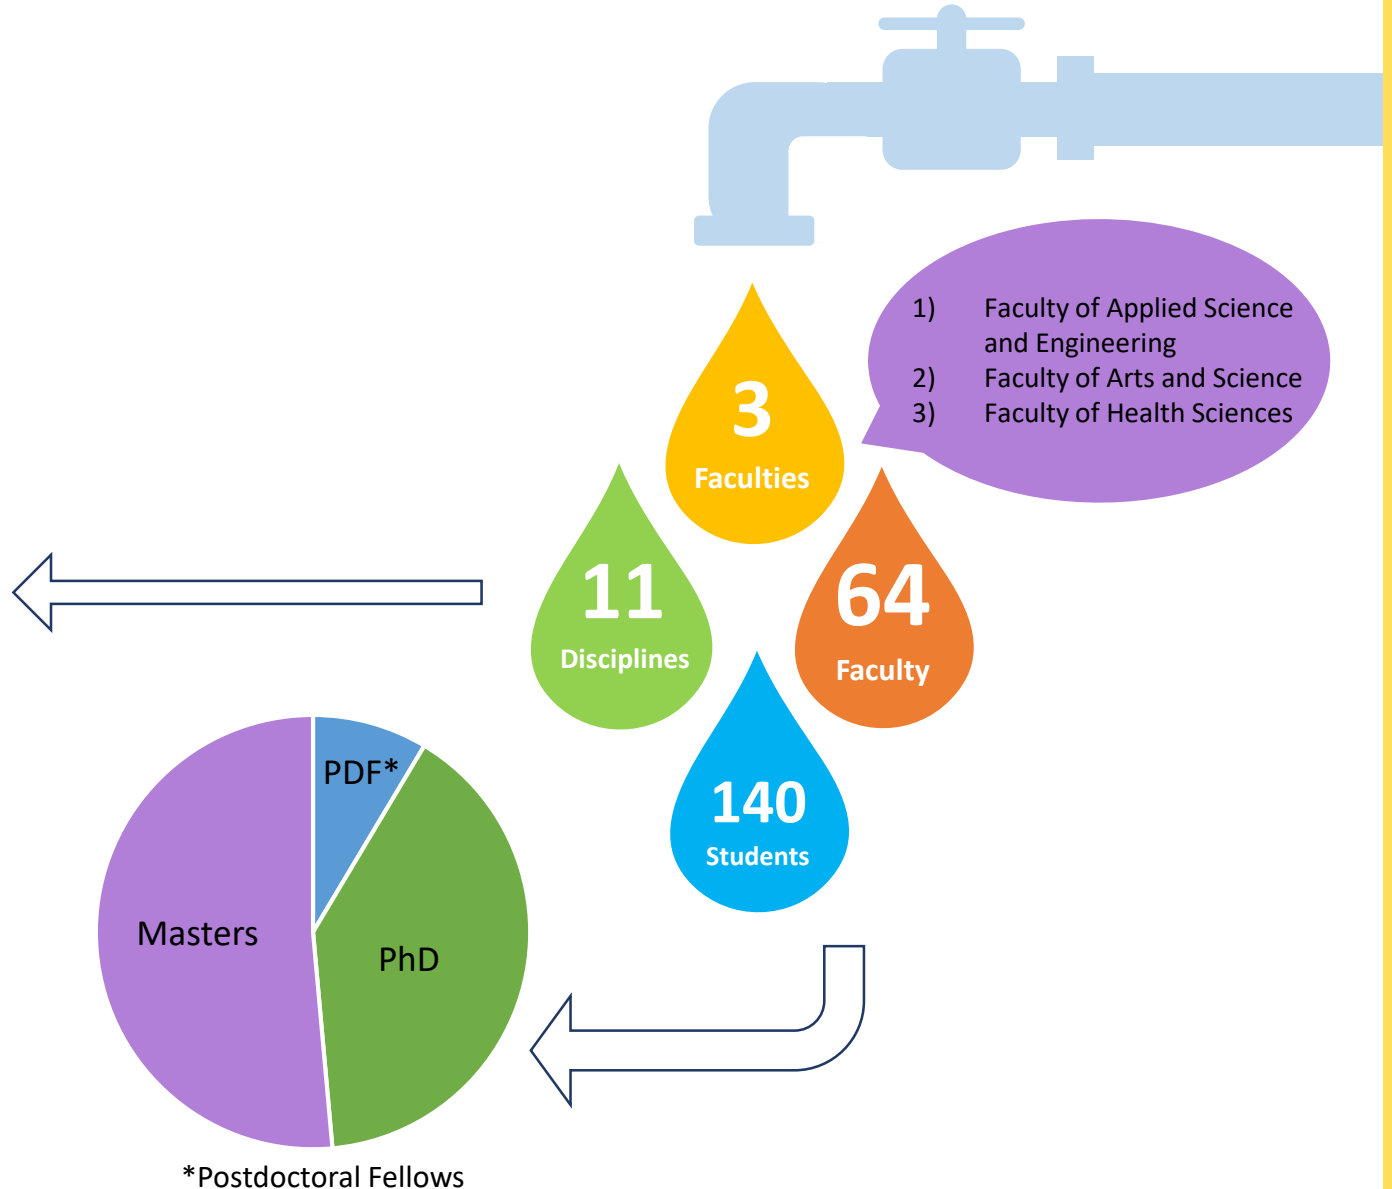 1) Faculty of Applied Science
and Engineering
2) Faculty of Arts and Science
3) Faculty of Health Sciences
3
Faculties
11
Disciplines
64
Faculty
140
Students
PDF*
Masters
PhD
*Postdoctoral Fellows